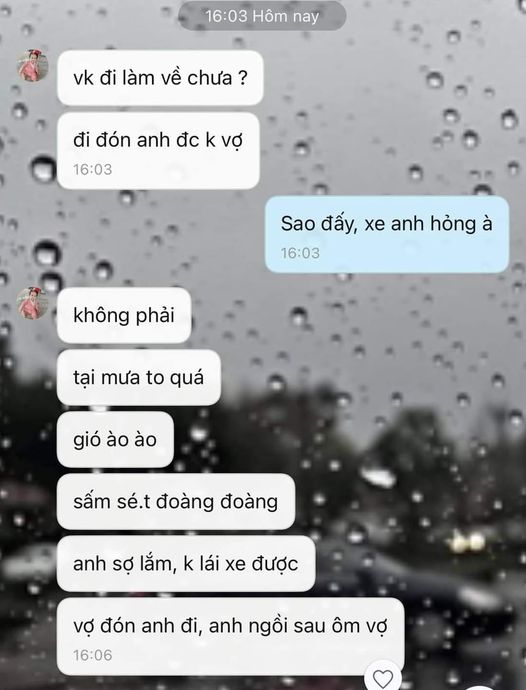 16:03 Hôm nay
vk đi làm về chưa ?
đi đón anh đc k vợ
16:03
Sao đấy, xe anh hỏng à
16:03
không phải
tại mưa to quá
gió ào ào
sấm sé.t đoàng đoàng
anh sợ lắm, k lái xe được
vợ đón anh đi, anh ngồi sau ôm vợ
16:06